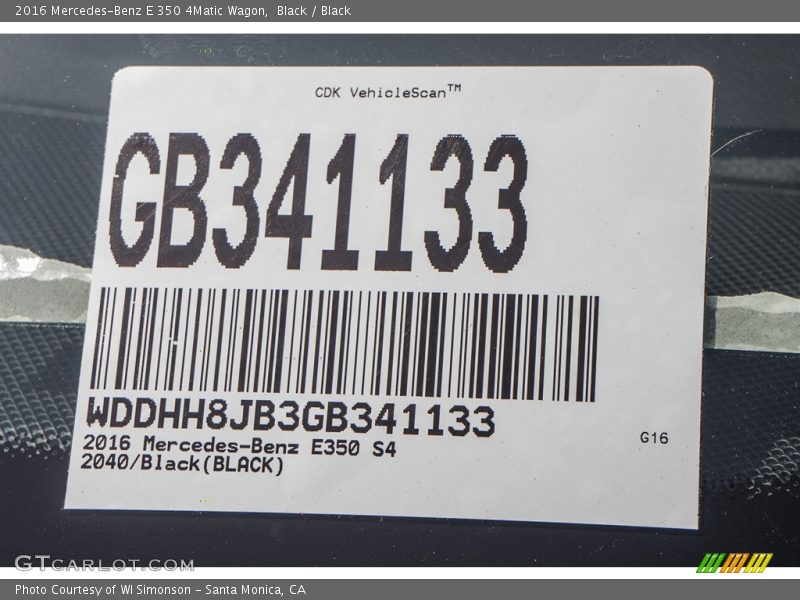 2016 Mercedes-Benz E 350 4Matic Wagon,  Black / Black
CDK VehicleScan™
GB341133
WDDHH8JB3GB341133
2016 Mercedes-Benz E350 S4
2040/Black(BLACK)
G16
GTCARLOT.COM
Photo Courtesy of WI Simonson - Santa Monica, CA